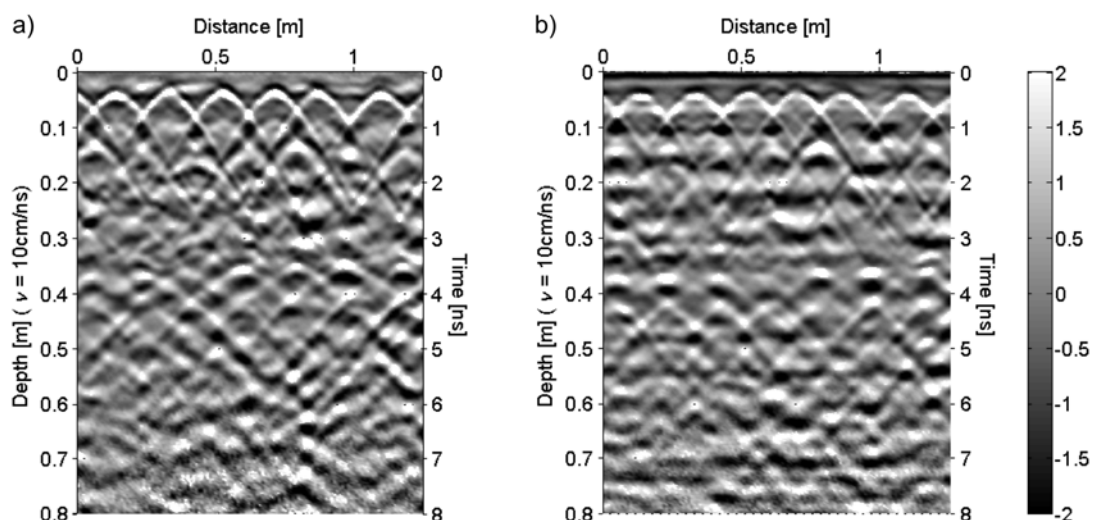 a)
Distance [m]
0 0.5 1
0 0.1 0.2 0.3 0.4 0.5 0.6 0.7 0.8
Depth [m] ( v = 10cm/ns)
0 1 2 3 4 5 6 7 8
Time [ns]
b)
Distance [m]
0 0.5 1
0 0.1 0.2 0.3 0.4 0.5 0.6 0.7 0.8
Depth [m] ( v = 10cm/ns)
0 1 2 3 4 5 6 7 8
Time [ns]
2 1.5 1 0.5 0 -0.5 -1 -1.5 -2